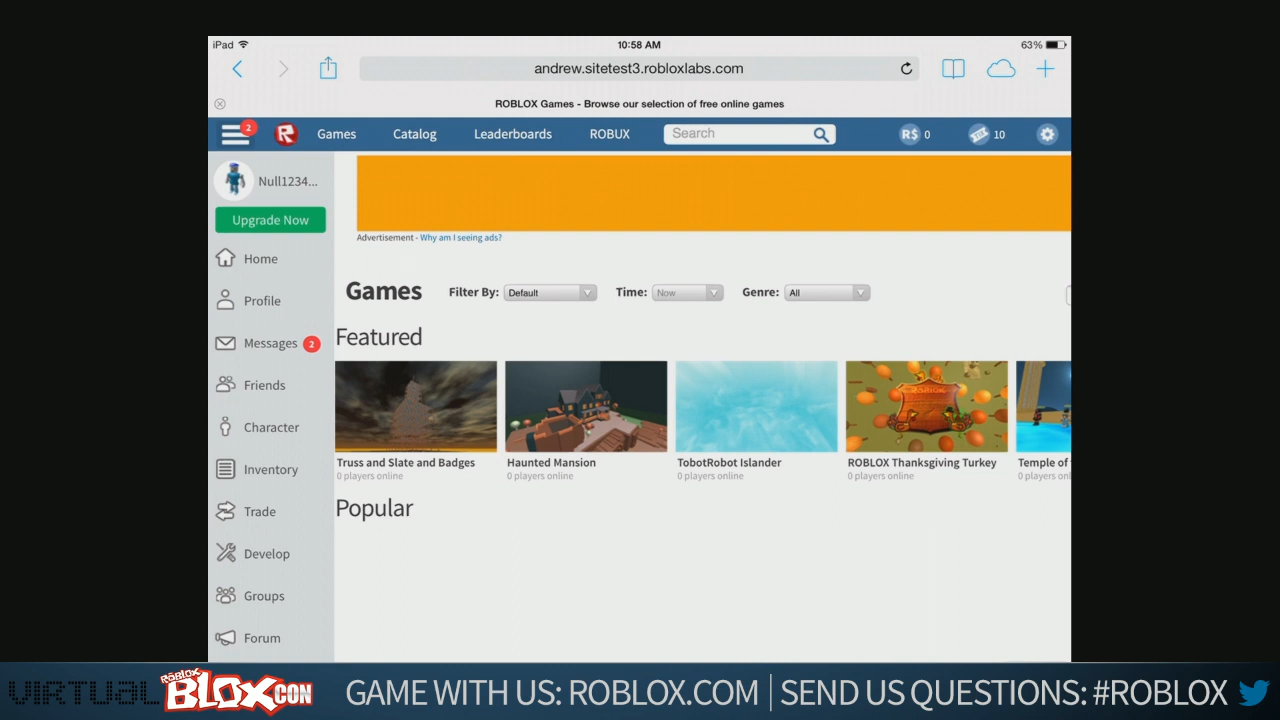 iPad
10:58 AM
63%
andrew.sitetest3.robloxlabs.com
ROBLOX Games - Browse our selection of free online games
2
R
Games
Catalog
Leaderboards
ROBUX
Search
R$ 0
10
Null1234...
Upgrade Now
Home
Profile
Messages 2
Friends
Character
Inventory
Trade
Develop
Groups
Forum
Advertisement - Why am I seeing ads?
Games
Filter By: Default
Time: Now
Genre: All
Featured
ROBLOX
Truss and Slate and Badges
0 players online
Haunted Mansion
0 players online
TobotRobot Islander
0 players online
ROBLOX Thanksgiving Turkey
0 players online
Temple of
0 players onl
Popular
VIRTUAL ROBLOX BLOXCON
GAME WITH US: ROBLOX.COM | SEND US QUESTIONS: #ROBLOX